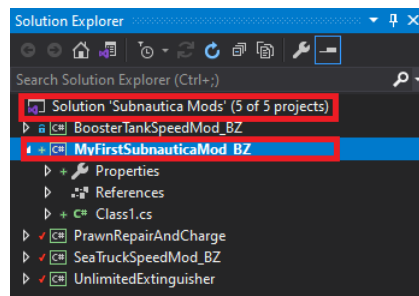 Solution Explorer
Search Solution Explorer (Ctrl+;)
Solution 'Subnautica Mods' (5 of 5 projects)
C# BoosterTankSpeedMod_BZ
C# MyFirstSubnauticaMod_BZ
Properties
References
C# Class1.cs
C# PrawnRepairAndCharge
C# SeaTruckSpeedMod_BZ
C# UnlimitedExtinguisher